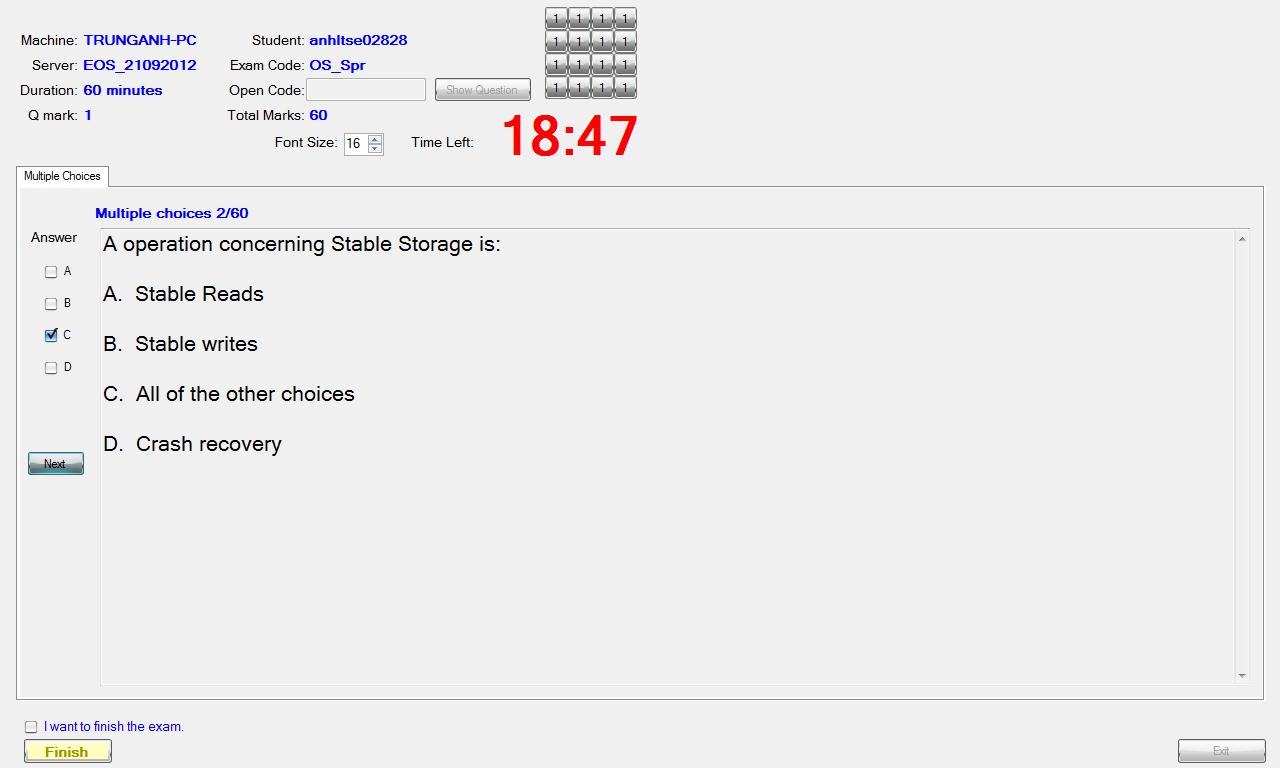 Machine: TRUNGANH-PC Student: anhltse02828
Server: EOS_21092012 Exam Code: OS_Spr
Duration: 60 minutes Open Code: Show Question
Q mark: 1 Total Marks: 60
1 1 1 1
1 1 1 1
1 1 1 1
1 1 1 1
Font Size: 16 Time Left: 18:47
Multiple Choices
Multiple choices 2/60
Answer
A
B
C
D
Next
A operation concerning Stable Storage is:
A. Stable Reads
B. Stable writes
C. All of the other choices
D. Crash recovery
I want to finish the exam.
Finish
Exit